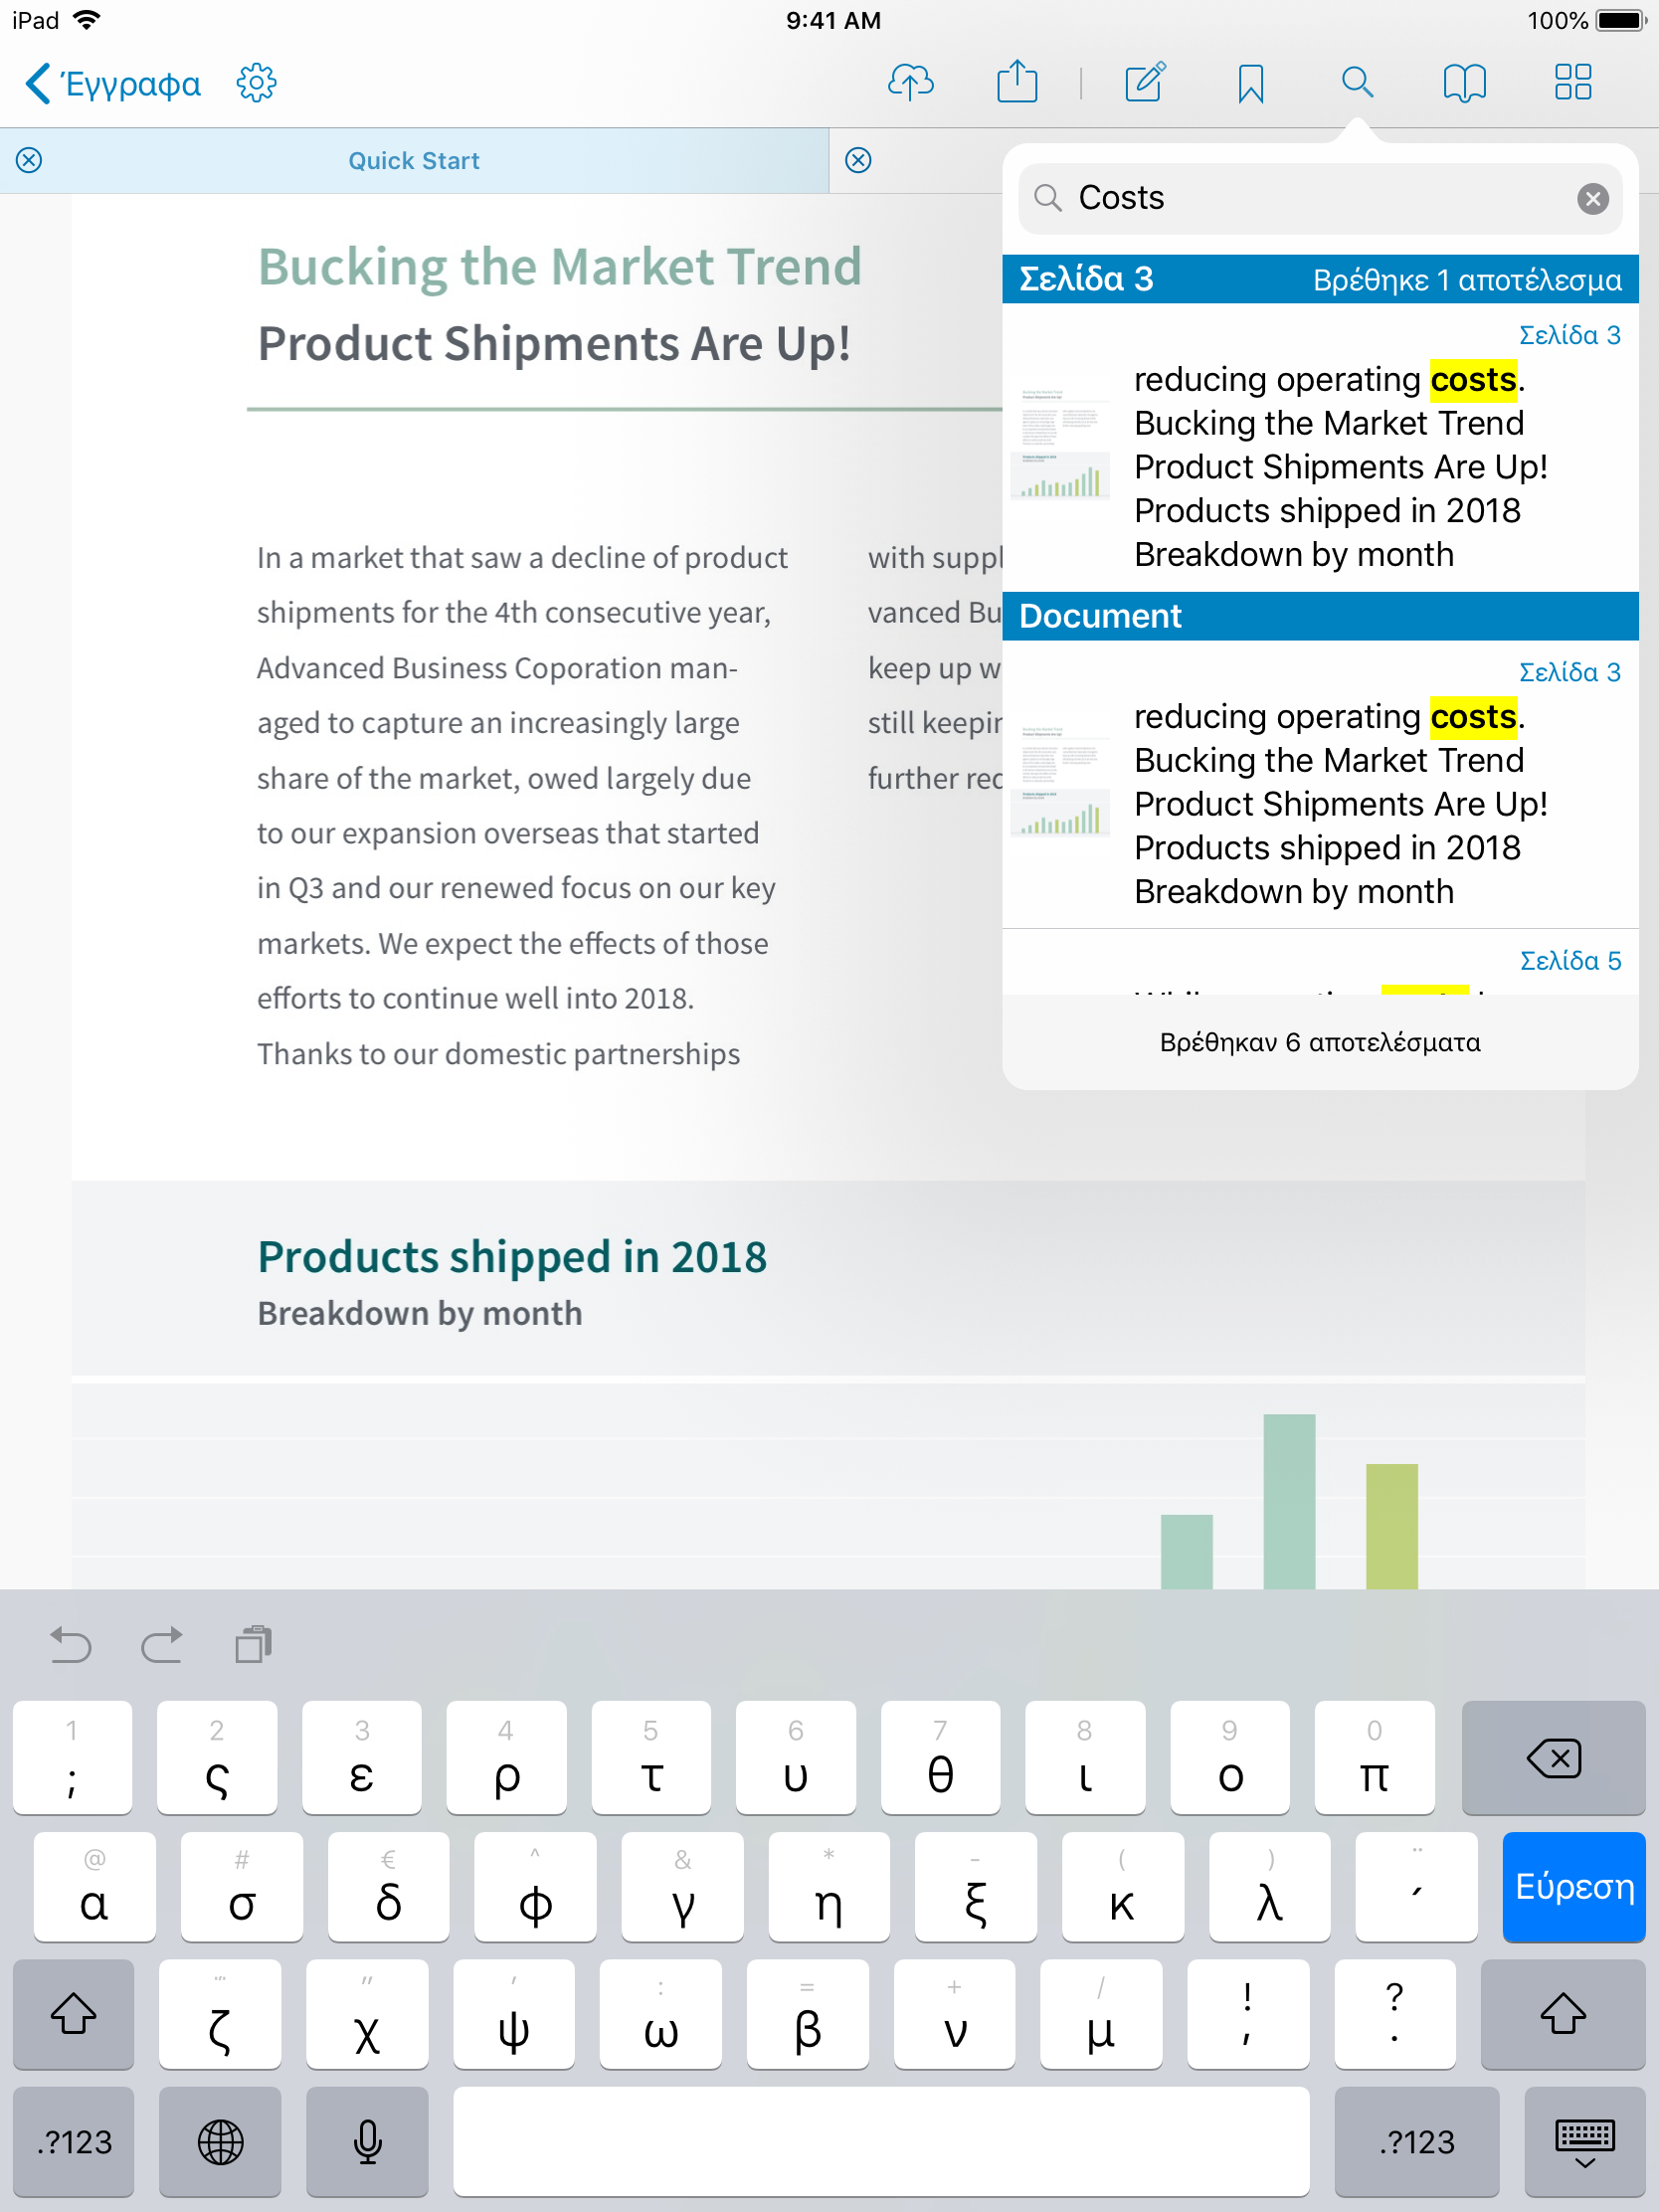 iPad 9:41 AM 100%
Έγγραφα
Quick Start
Costs
Σελίδα 3 Βρέθηκε 1 αποτέλεσμα
Σελίδα 3
reducing operating costs.
Bucking the Market Trend
Product Shipments Are Up!
Products shipped in 2018
Breakdown by month
Document
Σελίδα 3
reducing operating costs.
Bucking the Market Trend
Product Shipments Are Up!
Products shipped in 2018
Breakdown by month
Σελίδα 5
Βρέθηκαν 6 αποτελέσματα
Bucking the Market Trend
Product Shipments Are Up!
In a market that saw a decline of product
shipments for the 4th consecutive year,
Advanced Business Coporation man-
aged to capture an increasingly large
share of the market, owed largely due
to our expansion overseas that started
in Q3 and our renewed focus on our key
markets. We expect the effects of those
efforts to continue well into 2018.
Thanks to our domestic partnerships
with suppl
vanced Bu
keep up w
still keepin
further red
Products shipped in 2018
Breakdown by month
1 2 3 4 5 6 7 8 9 0
; ς ε ρ τ υ θ ι ο π
@ # € ^ & * - ( ) ¨
α σ δ φ γ η ξ κ λ ´ Εύρεση
" ' : = + / ! ?
ζ χ ψ ω β ν μ , .
.?123 .?123